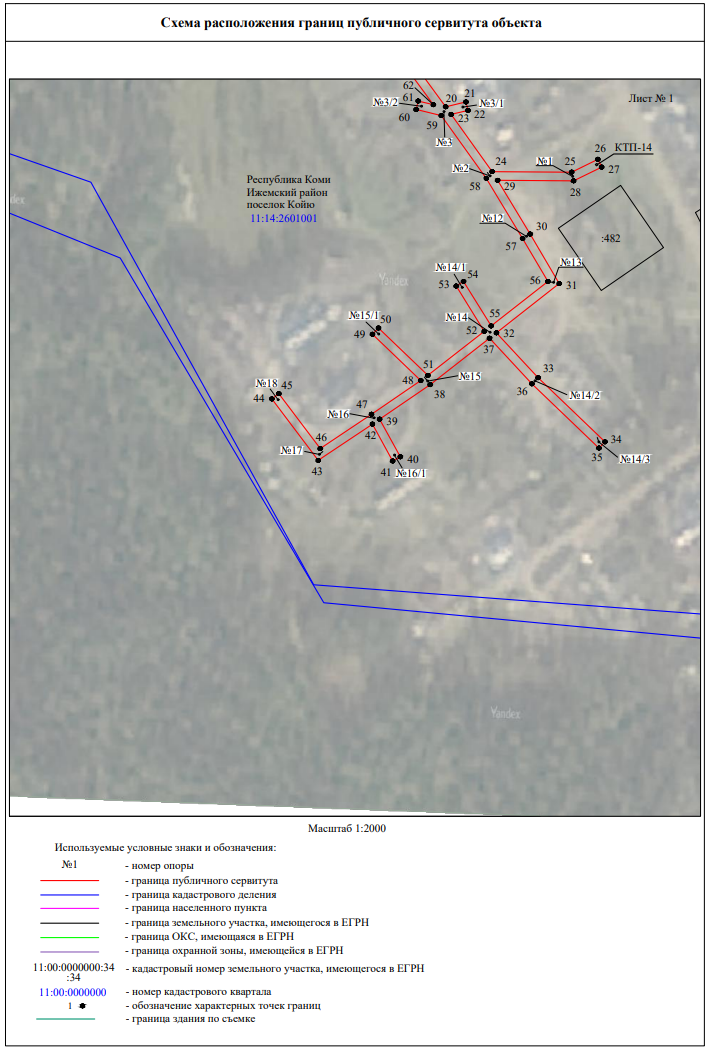 Схема расположения границ публичного сервитута объекта
Лист № 1
62
61
№3/2
60
59
20
21
№3/1
22
23
№3
24
№2
58
29
25
№1
26
КТП-14
27
28
Республика Коми
Ижемский район
поселок Койю
11:14:2601001
dex
30
№12
57
:482
№13
56
31
№14/1
54
53
Yandex
№15/1
50
49
№14
55
52
32
37
51
48
№15
38
33
36
№14/2
№18
45
44
47
№16
39
42
46
№17
43
40
41
№16/1
34
35
№14/3
Yandex
Масштаб 1:2000
Используемые условные знаки и обозначения:
№1 - номер опоры
- граница публичного сервитута
- граница кадастрового деления
- граница населенного пункта
- граница земельного участка, имеющегося в ЕГРН
- граница ОКС, имеющаяся в ЕГРН
- граница охранной зоны, имеющейся в ЕГРН
11:00:0000000:34 - кадастровый номер земельного участка, имеющегося в ЕГРН
:34
11:00:0000000 - номер кадастрового квартала
1 - обозначение характерных точек границ
- граница здания по съемке